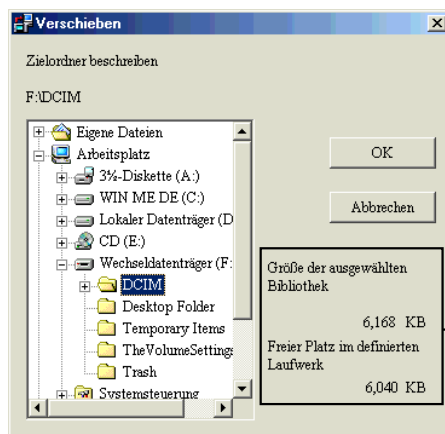 Verschieben
Zielordner beschreiben
F:\DCIM
Eigene Dateien
Arbeitsplatz
3½-Diskette (A:)
WIN ME DE (C:)
Lokaler Datenträger (D
CD (E:)
Wechseldatenträger (F:
DCIM
Desktop Folder
Temporary Items
TheVolumeSettings
Trash
Systemsteuerung
OK
Abbrechen
Größe der ausgewählten
Bibliothek
6,168 KB
Freier Platz im definierten
Laufwerk
6,040 KB